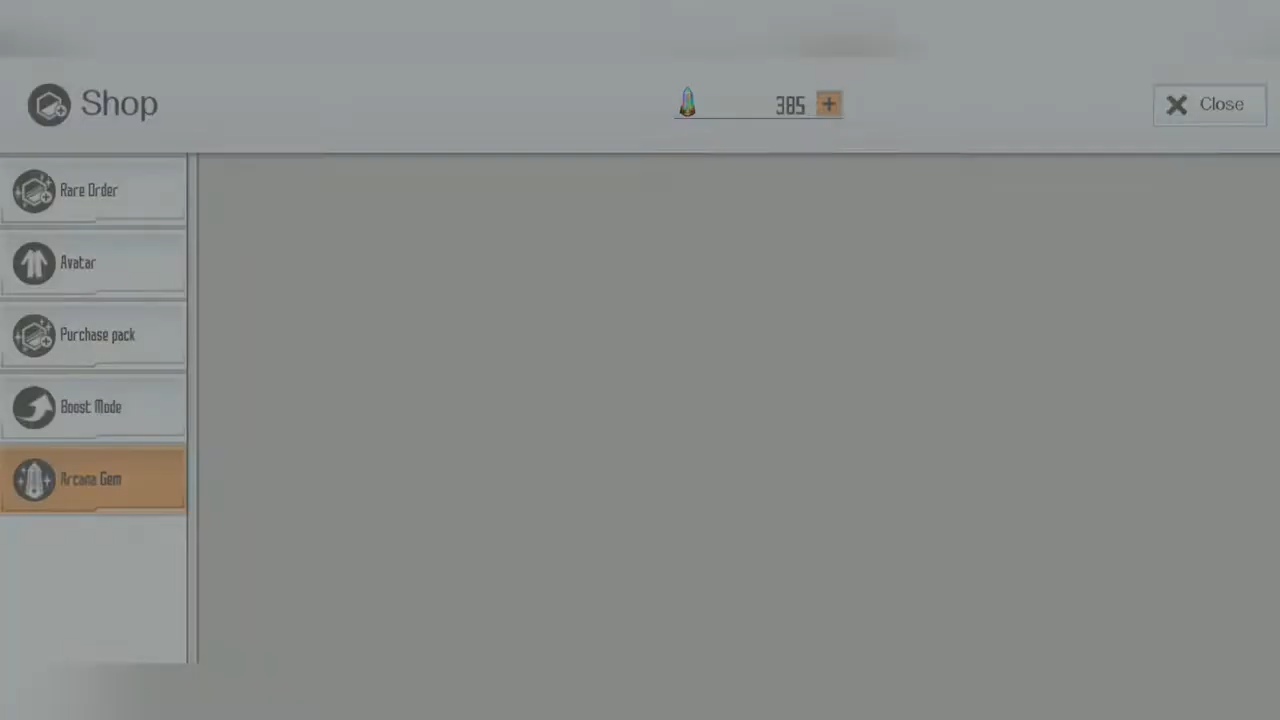 Shop
385
Close
Rare Order
Avatar
Purchase pack
Boost Mode
Arcana Gem